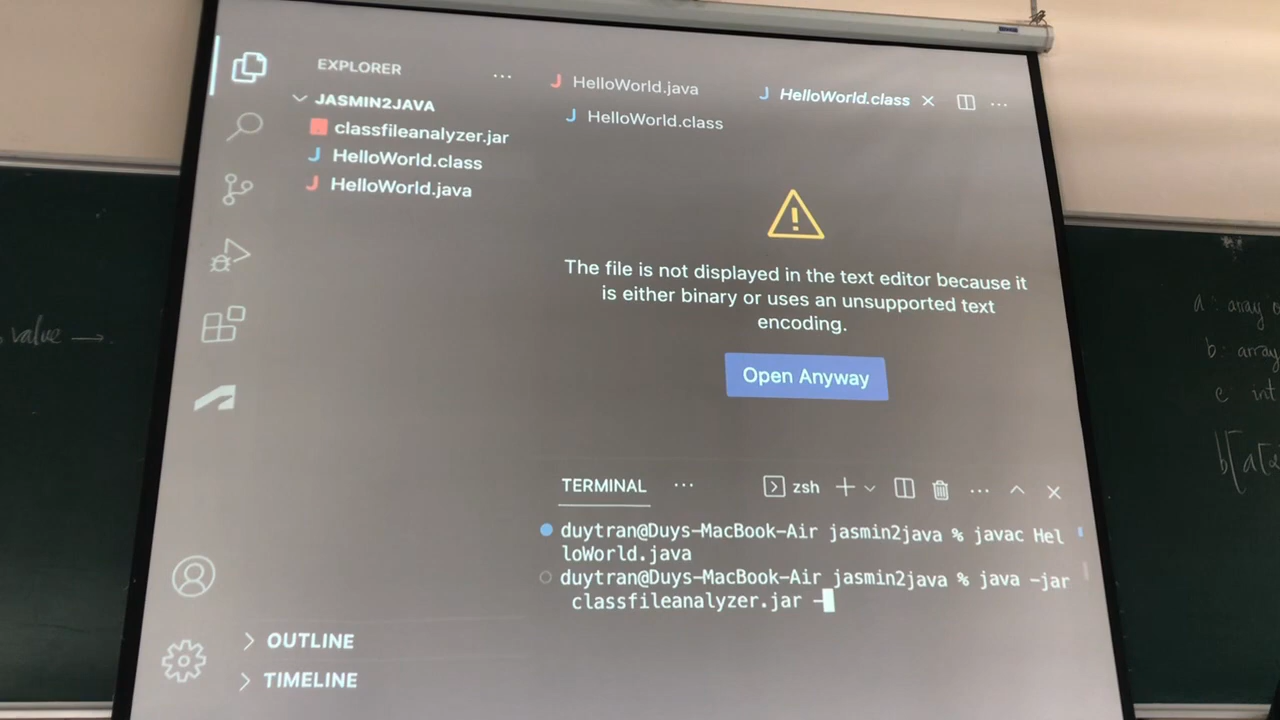 EXPLORER
JASMIN2JAVA
classfileanalyzer.jar
HelloWorld.class
HelloWorld.java
HelloWorld.java
HelloWorld.class
HelloWorld.class
The file is not displayed in the text editor because it
is either binary or uses an unsupported text
encoding.
Open Anyway
TERMINAL
zsh
duytran@Duys-MacBook-Air jasmin2java % javac Hel
loWorld.java
duytran@Duys-MacBook-Air jasmin2java % java -jar
classfileanalyzer.jar -
OUTLINE
TIMELINE
value →
a : array
b : array
c int
b[a[